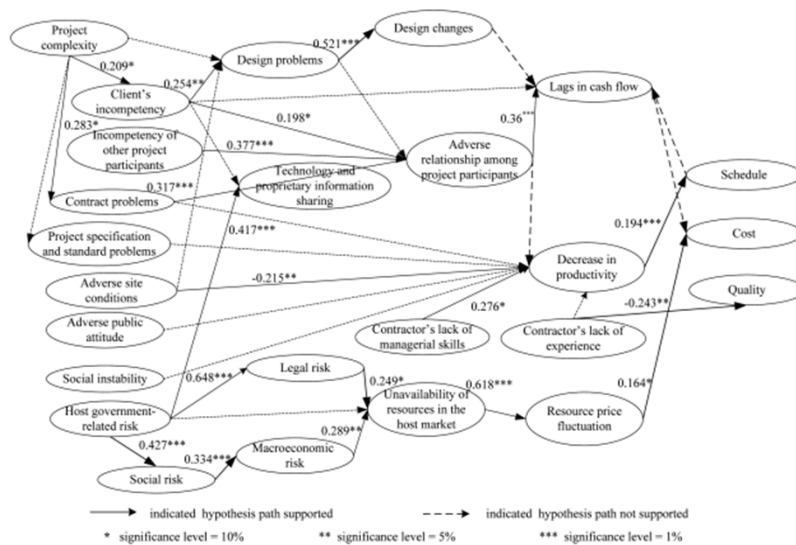 Project
complexity
0.209*
Design problems
0.521***
Design changes
Client's
incompetency
0.254**
Lags in cash flow
0.283*
0.198*
0.36***
Incompetency of
other project
participants
0.377***
Adverse
relationship among
project participants
Technology and
proprietary information
sharing
Schedule
Contract problems
0.317***
0.417***
0.194***
Cost
Project specification
and standard problems
Decrease in
productivity
Adverse site
conditions
-0.215**
Quality
-0.243**
Adverse public
attitude
0.276*
Contractor's lack of
managerial skills
Contractor's lack of
experience
Social instability
0.648***
Legal risk
0.249*
0.618***
0.164*
Host government-
related risk
Unavailability of
resources in the
host market
Resource price
fluctuation
0.427***
0.289**
0.334***
Macroeconomic
risk
Social risk
indicated hypothesis path supported
indicated hypothesis path not supported
* significance level = 10%
** significance level = 5%
*** significance level = 1%